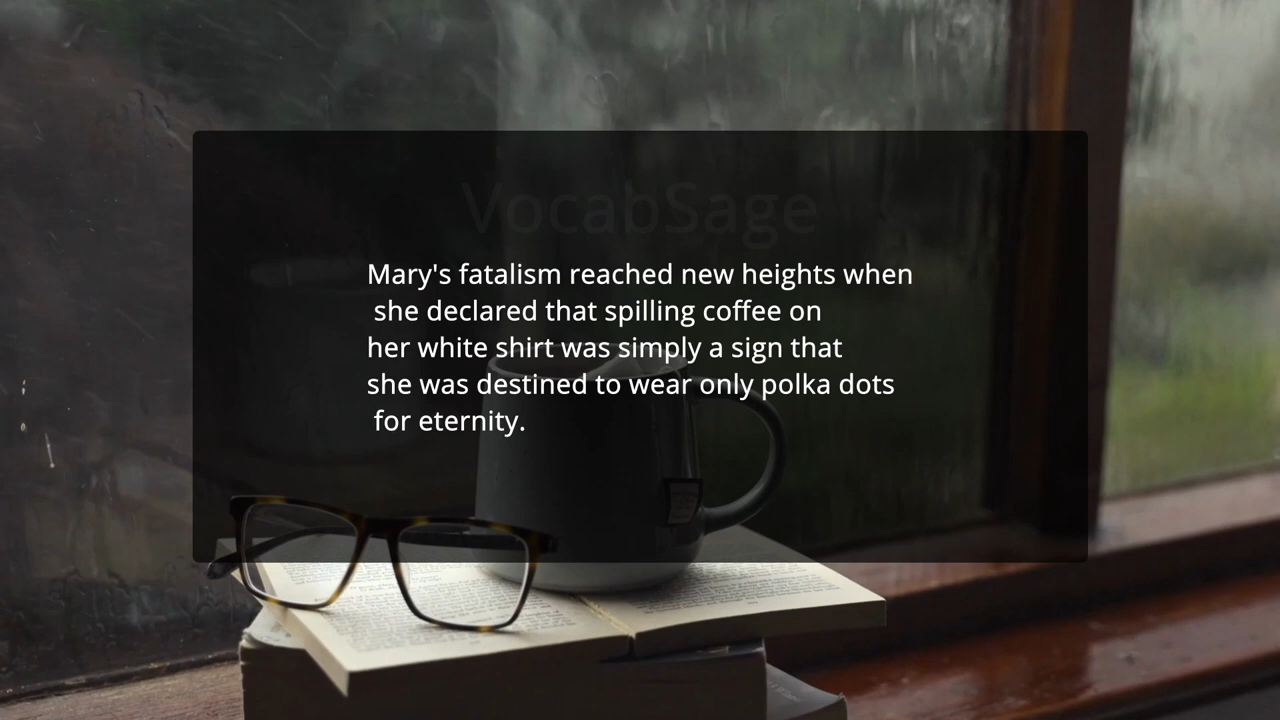 VocabSage
Mary's fatalism reached new heights when
she declared that spilling coffee on
her white shirt was simply a sign that
she was destined to wear only polka dots
for eternity.